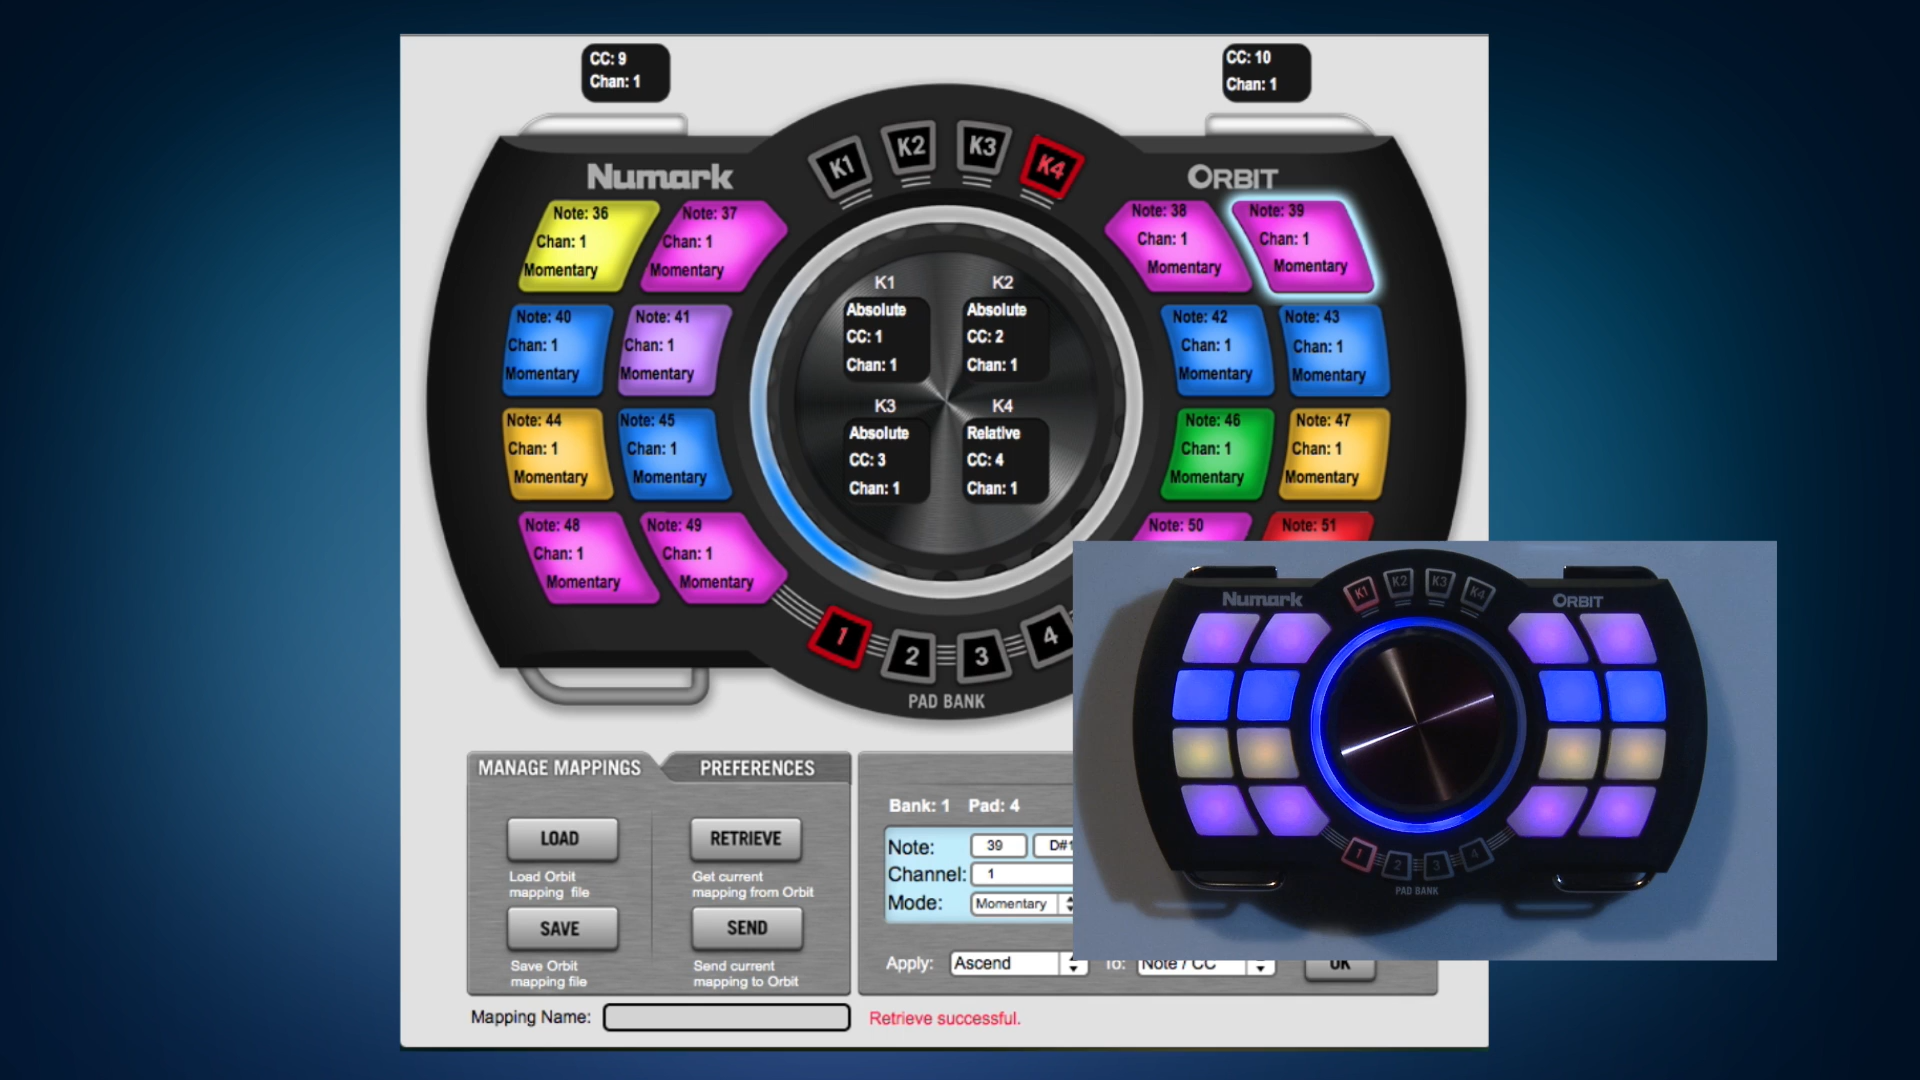 CC: 9
Chan: 1
CC: 10
Chan: 1
Numark
K1
K2
K3
K4
ORBIT
Note: 36
Chan: 1
Momentary
Note: 37
Chan: 1
Momentary
Note: 38
Chan: 1
Momentary
Note: 39
Chan: 1
Momentary
Note: 40
Chan: 1
Momentary
Note: 41
Chan: 1
Momentary
K1
Absolute
CC: 1
Chan: 1
K2
Absolute
CC: 2
Chan: 1
K3
Absolute
CC: 3
Chan: 1
K4
Relative
CC: 4
Chan: 1
Note: 42
Chan: 1
Momentary
Note: 43
Chan: 1
Momentary
Note: 44
Chan: 1
Momentary
Note: 45
Chan: 1
Momentary
Note: 46
Chan: 1
Momentary
Note: 47
Chan: 1
Momentary
Note: 48
Chan: 1
Momentary
Note: 49
Chan: 1
Momentary
Note: 50
Note: 51
1
2
3
4
PAD BANK
Numark
K1
K2
K3
K4
ORBIT
1
2
3
4
PAD BANK
MANAGE MAPPINGS
PREFERENCES
LOAD
Load Orbit
mapping file
RETRIEVE
Get current
mapping from Orbit
SAVE
Save Orbit
mapping file
SEND
Send current
mapping to Orbit
Bank: 1 Pad: 4
Note: 39 D#1
Channel: 1
Mode: Momentary
Apply: Ascend To: Note / CC OK
Mapping Name:
Retrieve successful.